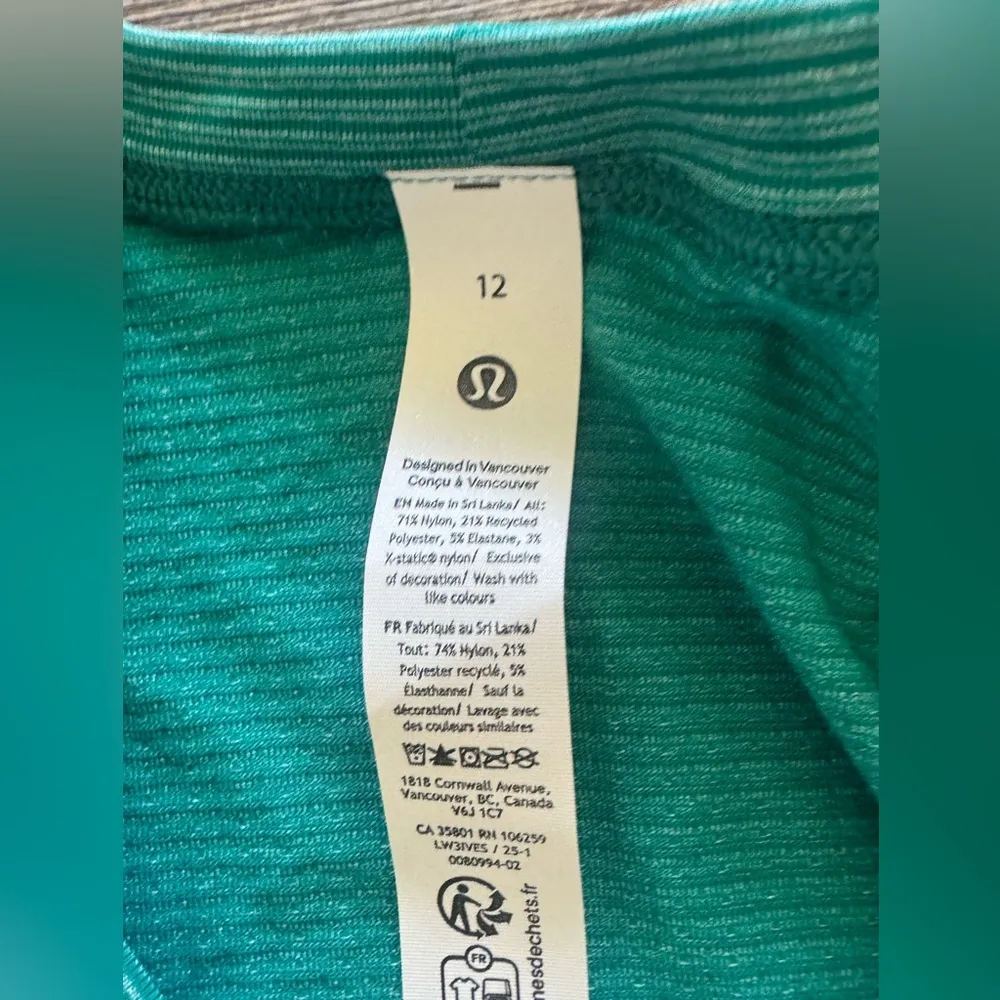 12
Designed in Vancouver
Conçu à Vancouver
EN Made in Sri Lanka/ All:
71% Nylon, 21% Recycled
Polyester, 5% Elastane, 3%
X-static® nylon/ Exclusive
of decoration/ Wash with
like colours
FR Fabriqué au Sri Lanka/
Tout: 74% Nylon, 21%
Polyester recyclé, 5%
Élasthanne/ Sauf la
décoration/ Lavage avec
des couleurs similaires
1818 Cornwall Avenue,
Vancouver, BC, Canada
V6J 1C7
CA 35801 RN 106259
LW3IVES / 25-1
0080994-02
FR